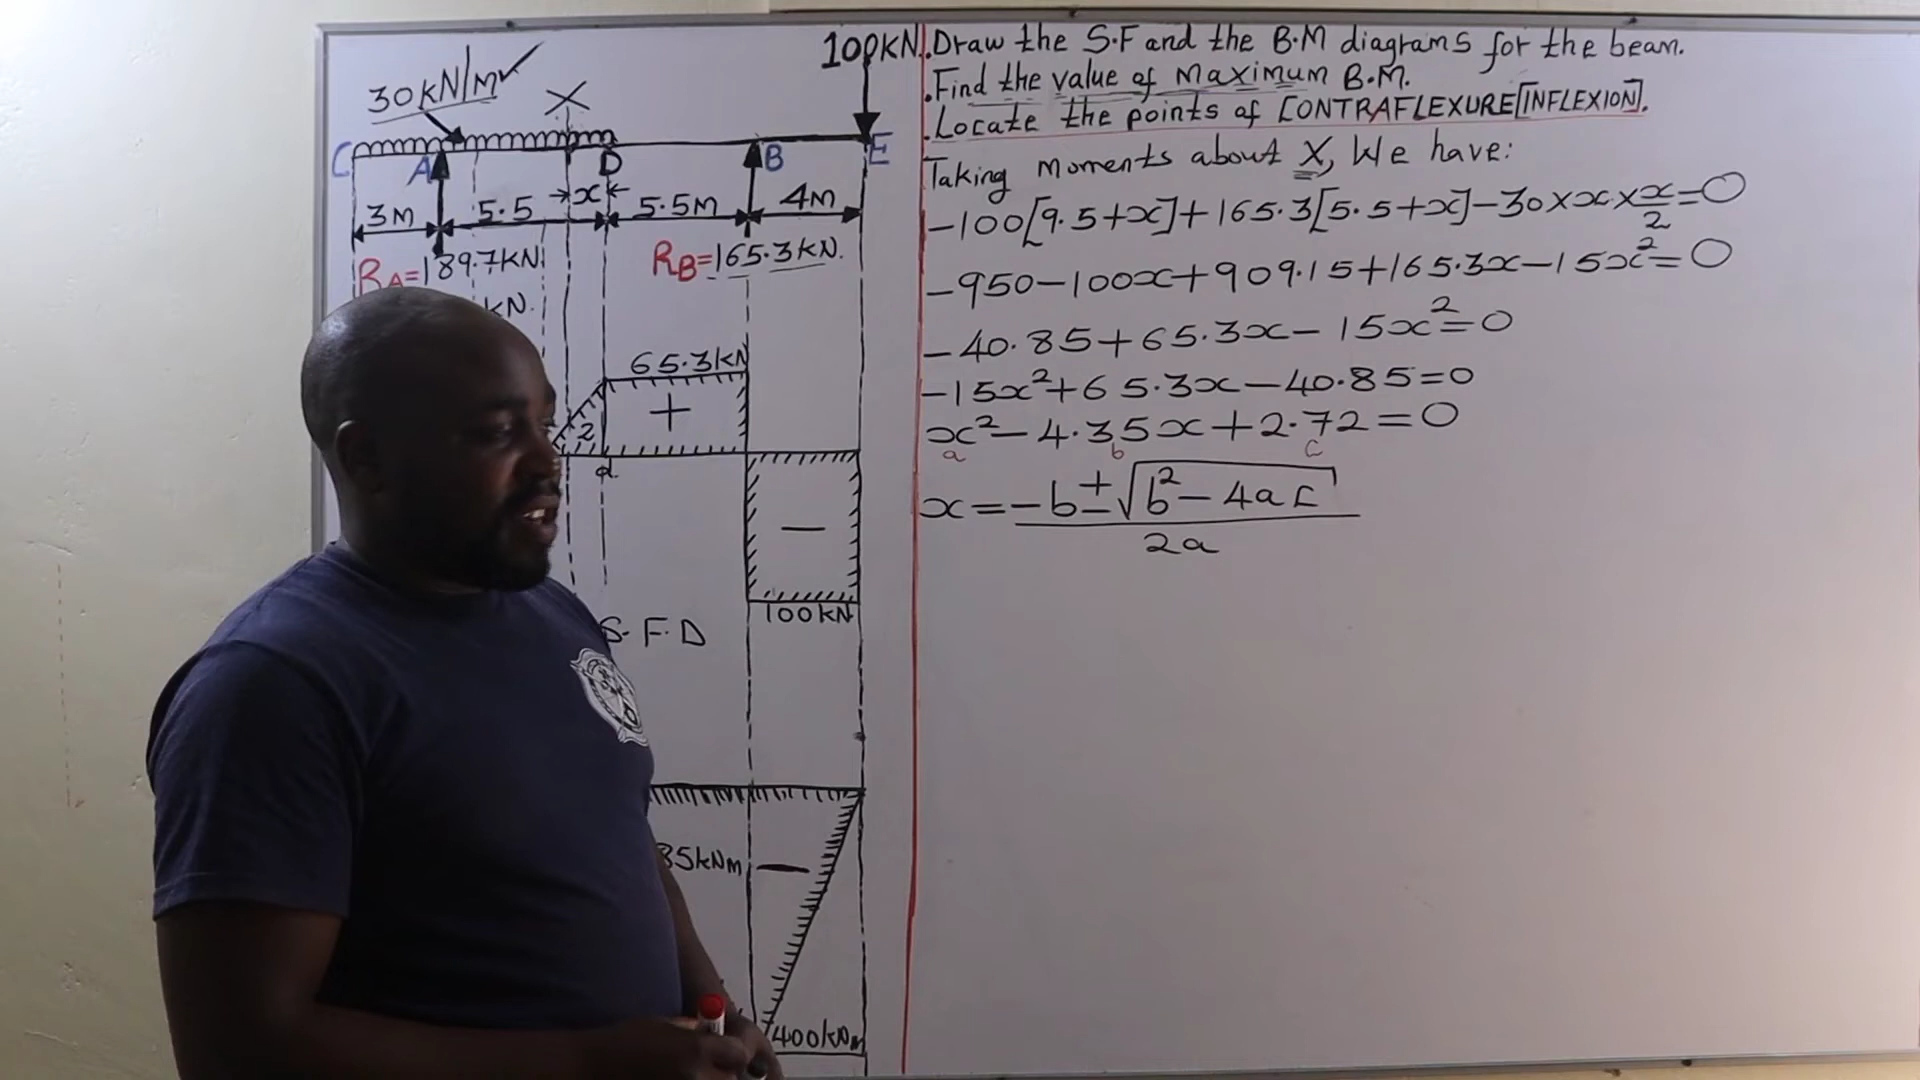 100KN
.Draw the S.F and the B.M diagrams for the beam.
.Find the value of maximum B.M.
.Locate the points of CONTRAFLEXURE[INFLEXION].
30KN/m
X
C
A
D
B
E
x
3m
5.5
5.5m
4m
RA=189.7KN
RB=165.3KN.
KN.
65.3KN
+
2
d
—
100KN
S.F.D
85KNm
—
400KNm
Taking moments about X, We have:
-100[9.5+x]+165.3[5.5+x]-30×x×x/2=0
-950-100x+909.15+165.3x-15x²=0
-40.85+65.3x-15x²=0
-15x²+65.3x-40.85=0
x²-4.35x+2.72=0
a b c
x=-b±√b²-4ac
2a